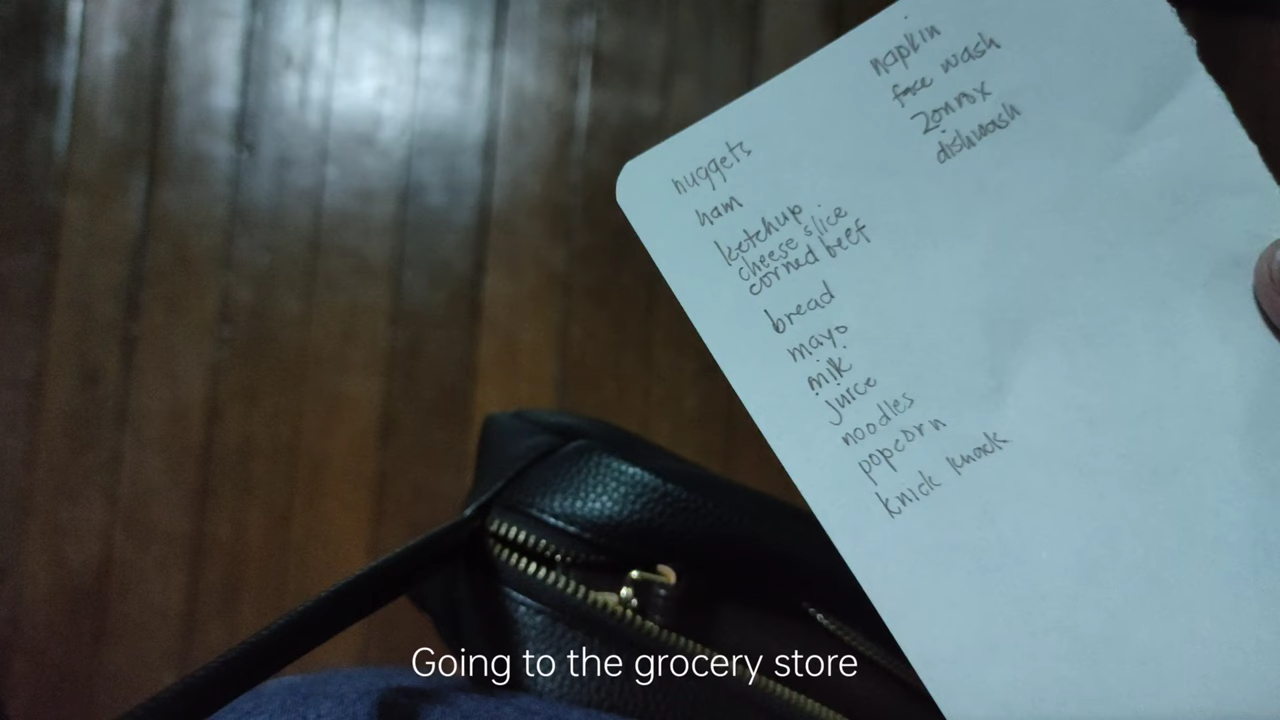 nuggets
ham
ketchup
cheese slice
corned beef
bread
mayo
milk
juice
noodles
popcorn
knick knack
napkin
face wash
Zonrox
dishwash
Going to the grocery store